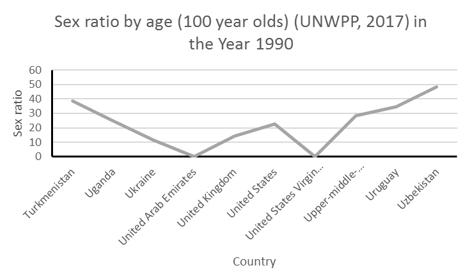 Sex ratio by age (100 year olds) (UNWPP, 2017) in
the Year 1990
60
50
40
30
20
10
0
Sex ratio
Turkmenistan
Uganda
Ukraine
United Arab Emirates
United Kingdom
United States
United States Virgin...
Upper-middle-...
Uruguay
Uzbekistan
Country